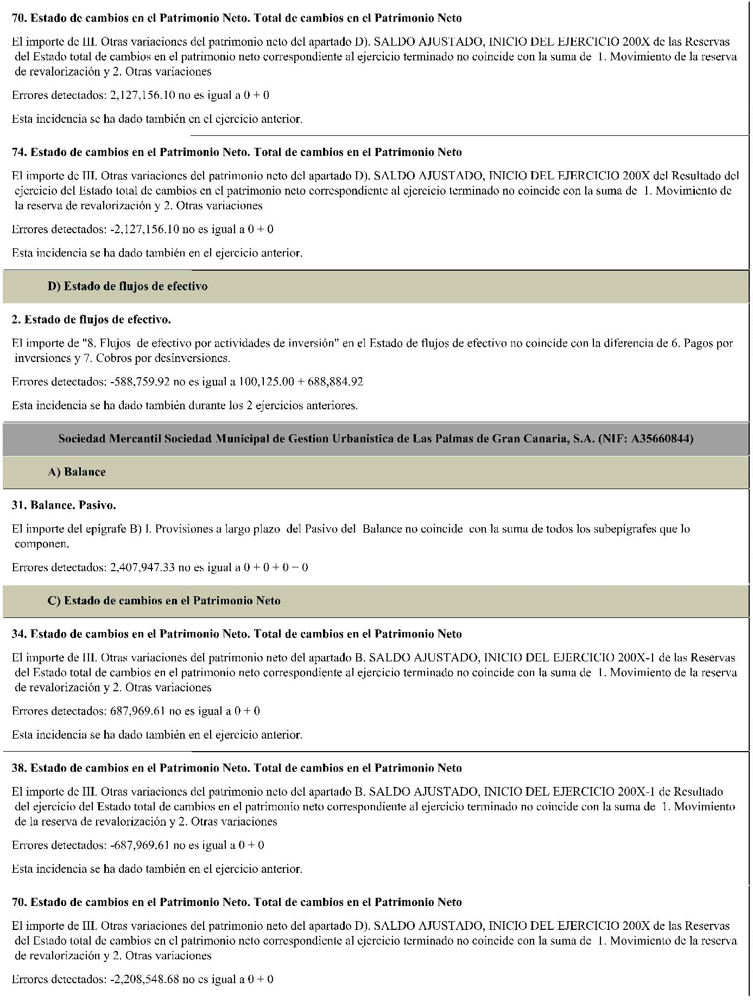 70. Estado de cambios en el Patrimonio Neto. Total de cambios en el Patrimonio Neto
El importe de III. Otras variaciones del patrimonio neto del apartado D). SALDO AJUSTADO, INICIO DEL EJERCICIO 200X de las Reservas
del Estado total de cambios en el patrimonio neto correspondiente al ejercicio terminado no coincide con la suma de  1. Movimiento de la reserva
de revalorización y 2. Otras variaciones
Errores detectados: 2,127,156.10 no es igual a 0 + 0
Esta incidencia se ha dado también en el ejercicio anterior.
74. Estado de cambios en el Patrimonio Neto. Total de cambios en el Patrimonio Neto
El importe de III. Otras variaciones del patrimonio neto del apartado D). SALDO AJUSTADO, INICIO DEL EJERCICIO 200X del Resultado del
ejercicio del Estado total de cambios en el patrimonio neto correspondiente al ejercicio terminado no coincide con la suma de  1. Movimiento de
la reserva de revalorización y 2. Otras variaciones
Errores detectados: -2,127,156.10 no es igual a 0 + 0
Esta incidencia se ha dado también en el ejercicio anterior.
D) Estado de flujos de efectivo
2. Estado de flujos de efectivo.
El importe de "8. Flujos  de efectivo por actividades de inversión" en el Estado de flujos de efectivo no coincide con la diferencia de 6. Pagos por
inversiones y 7. Cobros por desinversiones.
Errores detectados: -588,759.92 no es igual a 100,125.00 + 688,884.92
Esta incidencia se ha dado también durante los 2 ejercicios anteriores.
Sociedad Mercantil Sociedad Municipal de Gestion Urbanistica de Las Palmas de Gran Canaria, S.A. (NIF: A35660844)
A) Balance
31. Balance. Pasivo.
El importe del epígrafe B) I. Provisiones a largo plazo  del Pasivo del  Balance no coincide  con la suma de todos los subepígrafes que lo
componen.
Errores detectados: 2,407,947.33 no es igual a 0 + 0 + 0 + 0
C) Estado de cambios en el Patrimonio Neto
34. Estado de cambios en el Patrimonio Neto. Total de cambios en el Patrimonio Neto
El importe de III. Otras variaciones del patrimonio neto del apartado B. SALDO AJUSTADO, INICIO DEL EJERCICIO 200X-1 de las Reservas
del Estado total de cambios en el patrimonio neto correspondiente al ejercicio terminado no coincide con la suma de  1. Movimiento de la reserva
de revalorización y 2. Otras variaciones
Errores detectados: 687,969.61 no es igual a 0 + 0
Esta incidencia se ha dado también en el ejercicio anterior.
38. Estado de cambios en el Patrimonio Neto. Total de cambios en el Patrimonio Neto
El importe de III. Otras variaciones del patrimonio neto del apartado B. SALDO AJUSTADO, INICIO DEL EJERCICIO 200X-1 de Resultado
del ejercicio del Estado total de cambios en el patrimonio neto correspondiente al ejercicio terminado no coincide con la suma de  1. Movimiento
de la reserva de revalorización y 2. Otras variaciones
Errores detectados: -687,969.61 no es igual a 0 + 0
Esta incidencia se ha dado también en el ejercicio anterior.
70. Estado de cambios en el Patrimonio Neto. Total de cambios en el Patrimonio Neto
El importe de III. Otras variaciones del patrimonio neto del apartado D). SALDO AJUSTADO, INICIO DEL EJERCICIO 200X de las Reservas
del Estado total de cambios en el patrimonio neto correspondiente al ejercicio terminado no coincide con la suma de  1. Movimiento de la reserva
de revalorización y 2. Otras variaciones
Errores detectados: -2,208,548.68 no es igual a 0 + 0